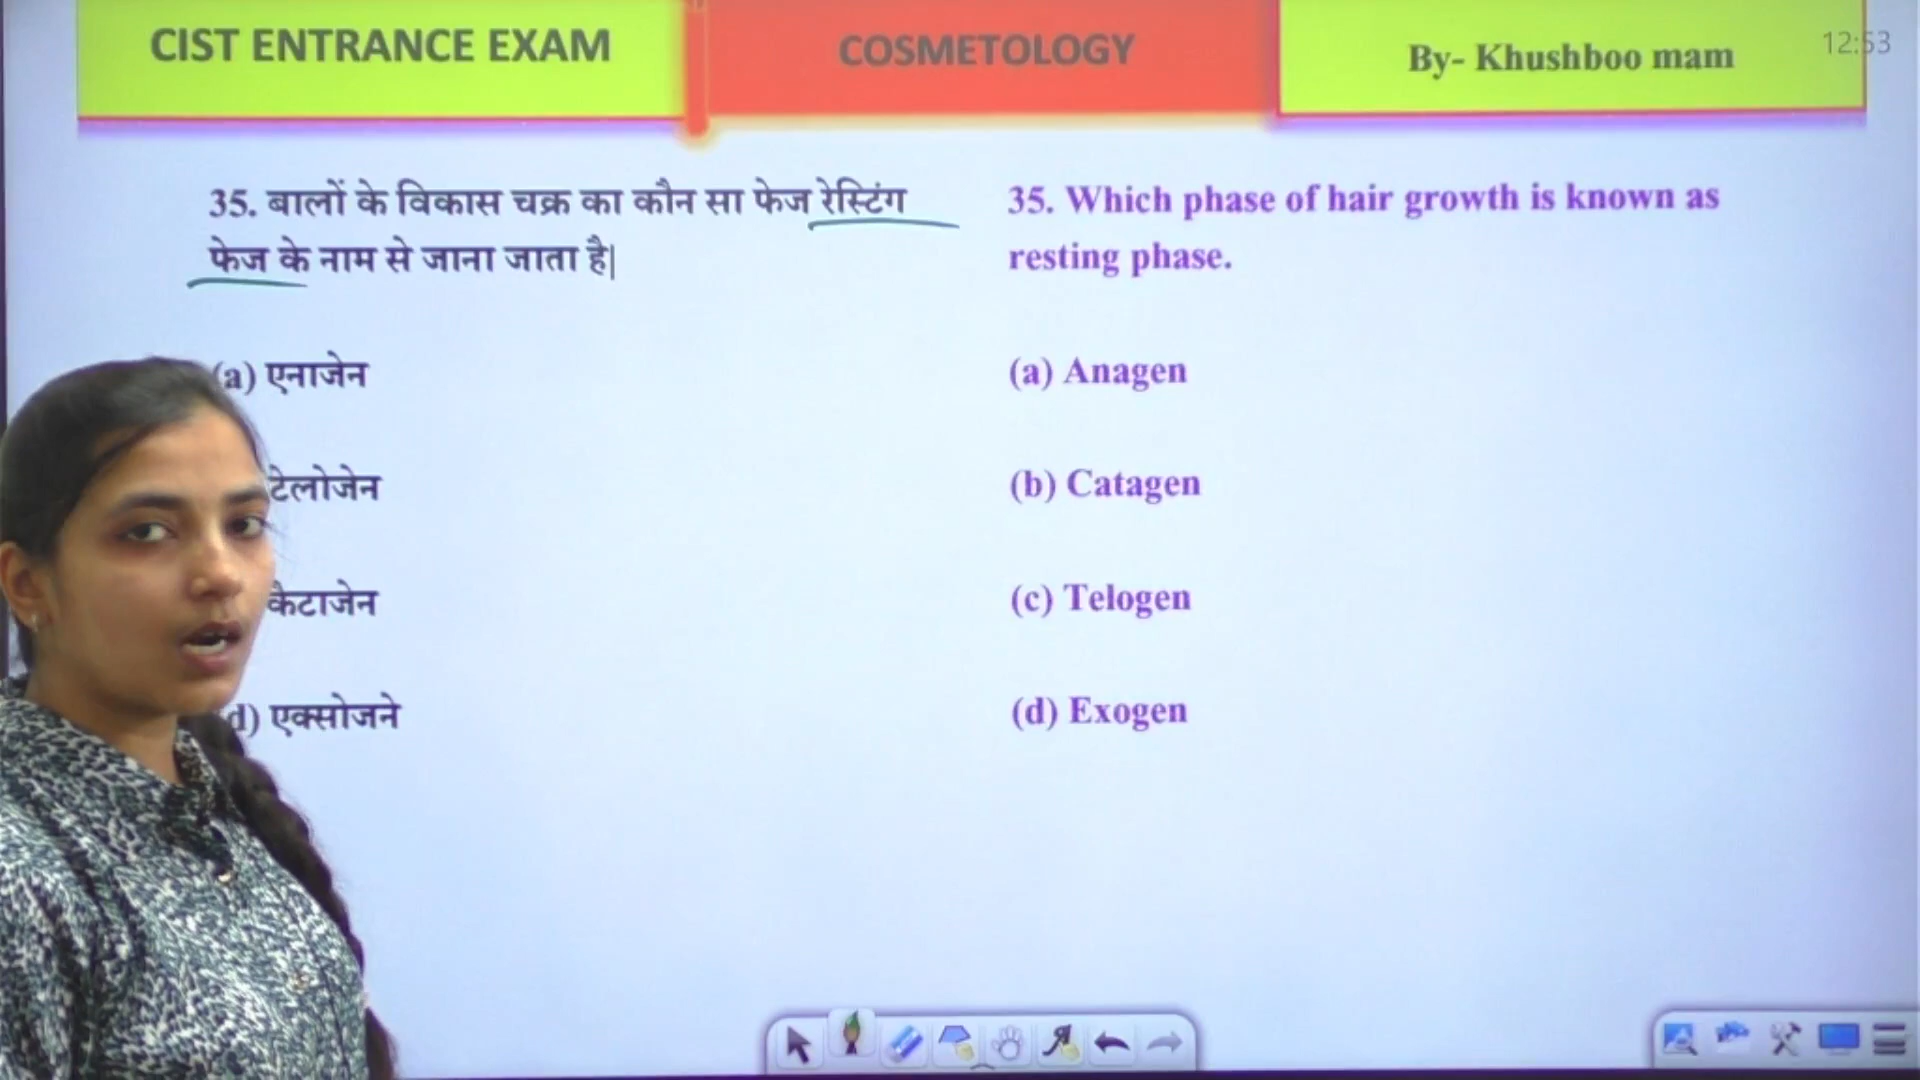 CIST ENTRANCE EXAM
COSMETOLOGY
By- Khushboo mam
12:53
35. बालों के विकास चक्र का कौन सा फेज रेस्टिंग
फेज के नाम से जाना जाता है|
(a) एनाजेन
टेलोजेन
कैटाजेन
d) एक्सोजने
35. Which phase of hair growth is known as
resting phase.
(a) Anagen
(b) Catagen
(c) Telogen
(d) Exogen